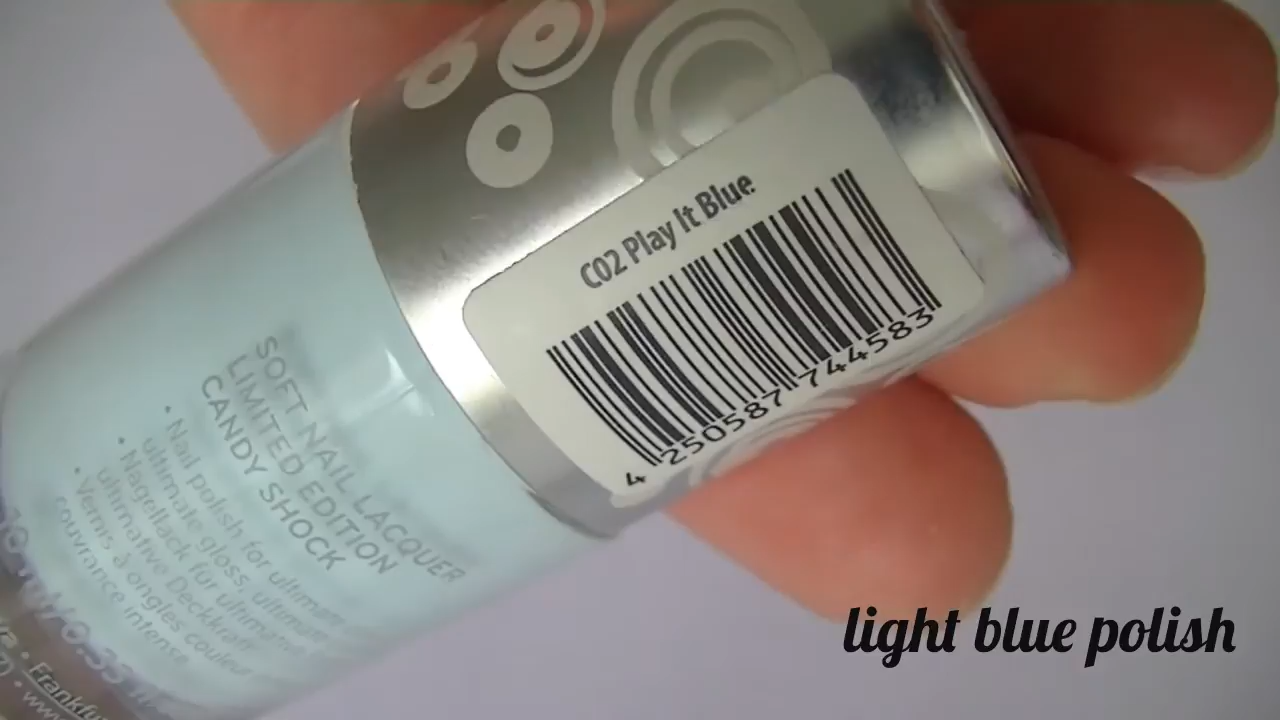 C02 Play It Blue
4 250587 744583
SOFT NAIL LACQUER
LIMITED EDITION
CANDY SHOCK
• Nail polish for ultimate
ultimate gloss, ultimate
• Nagellack für ultimative
ultimative Deckkraft
• Vernis à ongles couleur
couvrance intense
light blue polish